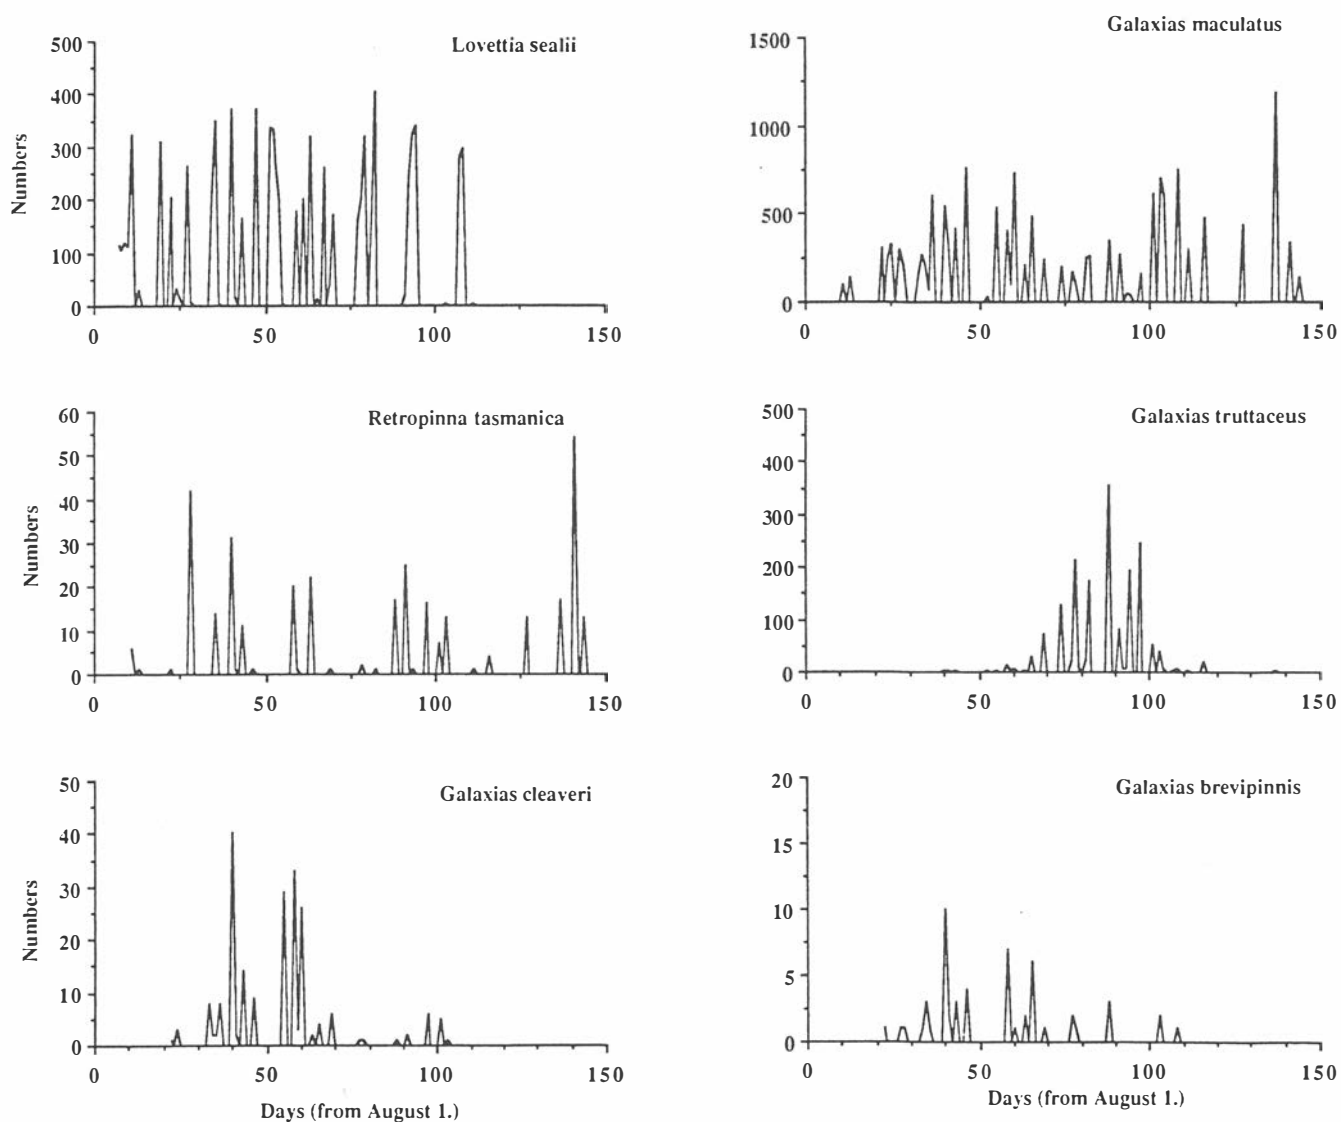 Lovettia sealii
500
400
300
200
100
0
Numbers
0 50 100 150
Galaxias maculatus
1500
1000
500
0
0 50 100 150
Retropinna tasmanica
60
50
40
30
20
10
0
Numbers
0 50 100 150
Galaxias truttaceus
500
400
300
200
100
0
0 50 100 150
Galaxias cleaveri
50
40
30
20
10
0
Numbers
0 50 100 150
Days (from August 1.)
Galaxias brevipinnis
20
15
10
5
0
0 50 100 150
Days (from August 1.)